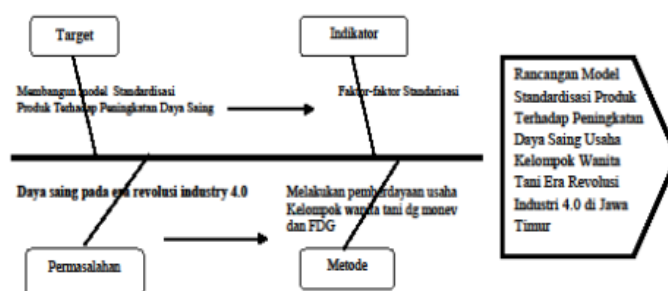 Target
Indikator
Membangun model Standardisasi
Produk Terhadap Peningkatan Daya Saing
Faktor-faktor Standarisasi
Daya saing pada era revolusi industry 4.0
Melakukan pemberdayaan usaha
Kelompok wanita tani dg monev
dan FDG
Permasalahan
Metode
Rancangan Model
Standardisasi Produk
Terhadap Peningkatan
Daya Saing Usaha
Kelompok Wanita
Tani Era Revolusi
Industri 4.0 di Jawa
Timur